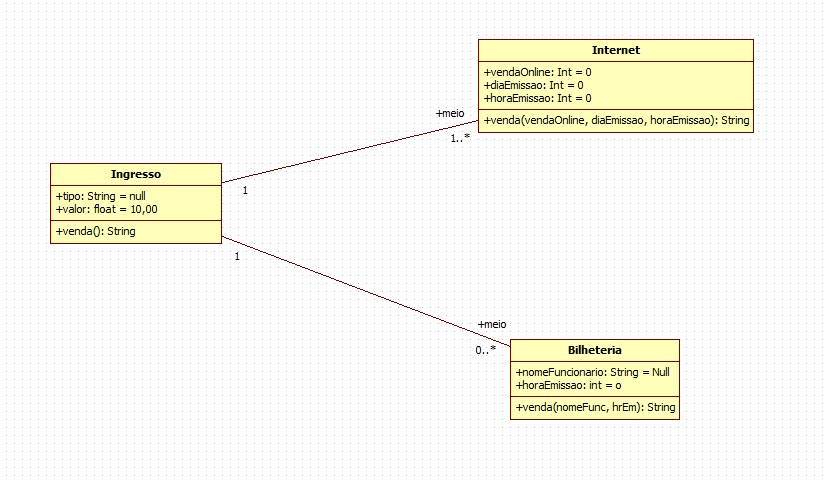 Internet
+vendaOnline: Int = 0
+diaEmissao: Int = 0
+horaEmissao: Int = 0
+venda(vendaOnline, diaEmissao, horaEmissao): String
+meio
1..*
Ingresso
+tipo: String = null
+valor: float = 10,00
+venda(): String
1
1
+meio
0..*
Bilheteria
+nomeFuncionario: String = Null
+horaEmissao: int = o
+venda(nomeFunc, hrEm): String